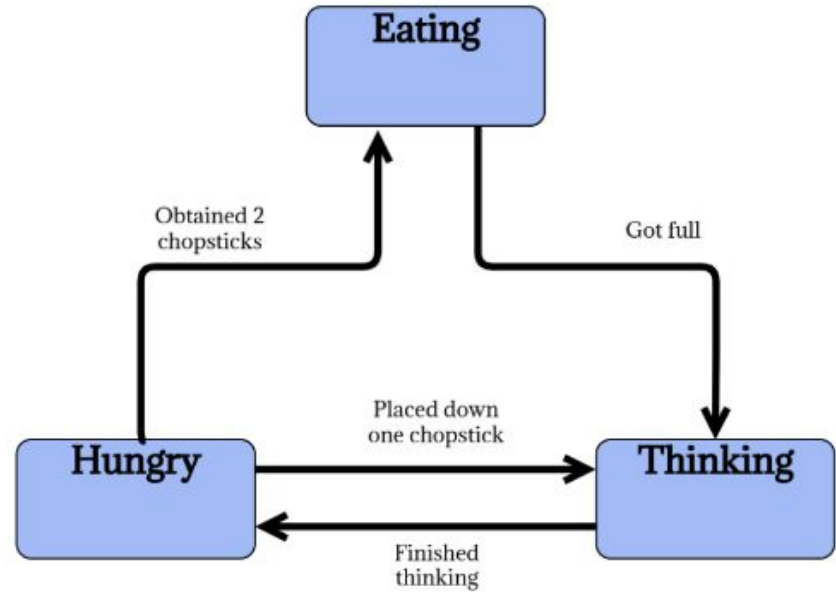 Eating
Obtained 2
chopsticks
Got full
Placed down
one chopstick
Hungry
Thinking
Finished
thinking